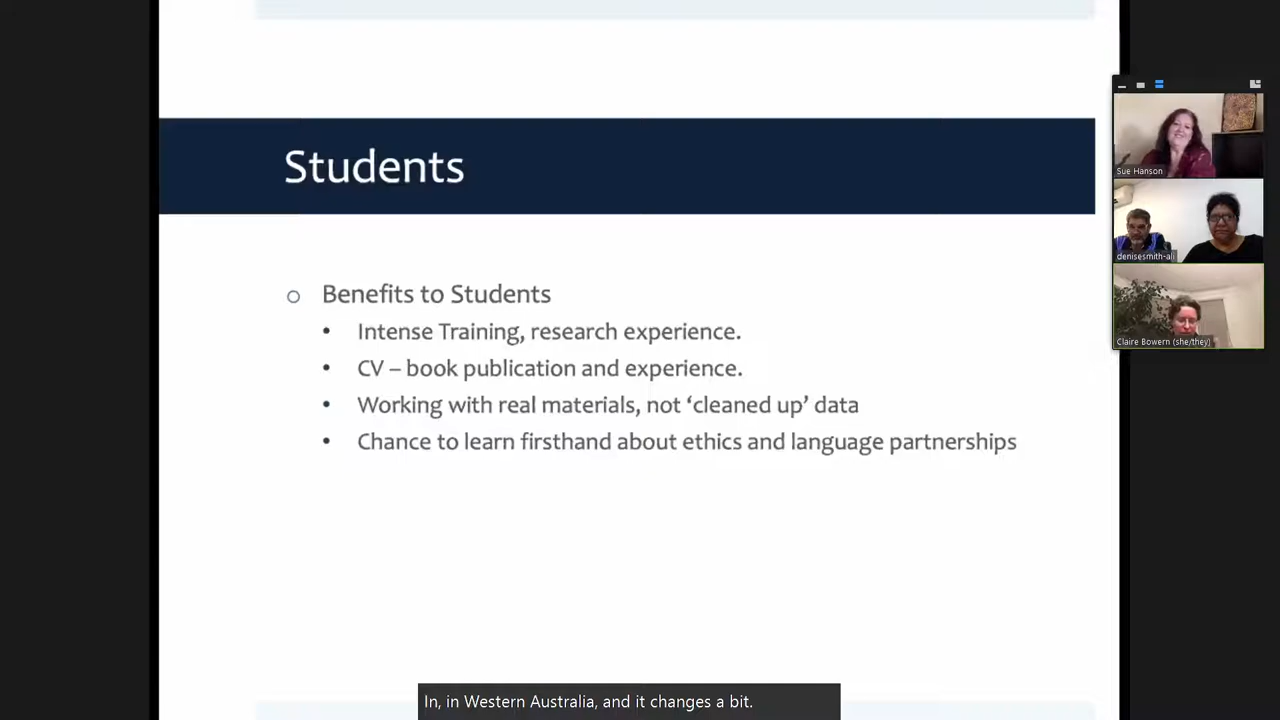 Students
Benefits to Students
Intense Training, research experience.
CV – book publication and experience.
Working with real materials, not ‘cleaned up’ data
Chance to learn firsthand about ethics and language partnerships
Sue Hanson
denisesmith-ali
Claire Bowern (she/they)
In, in Western Australia, and it changes a bit.